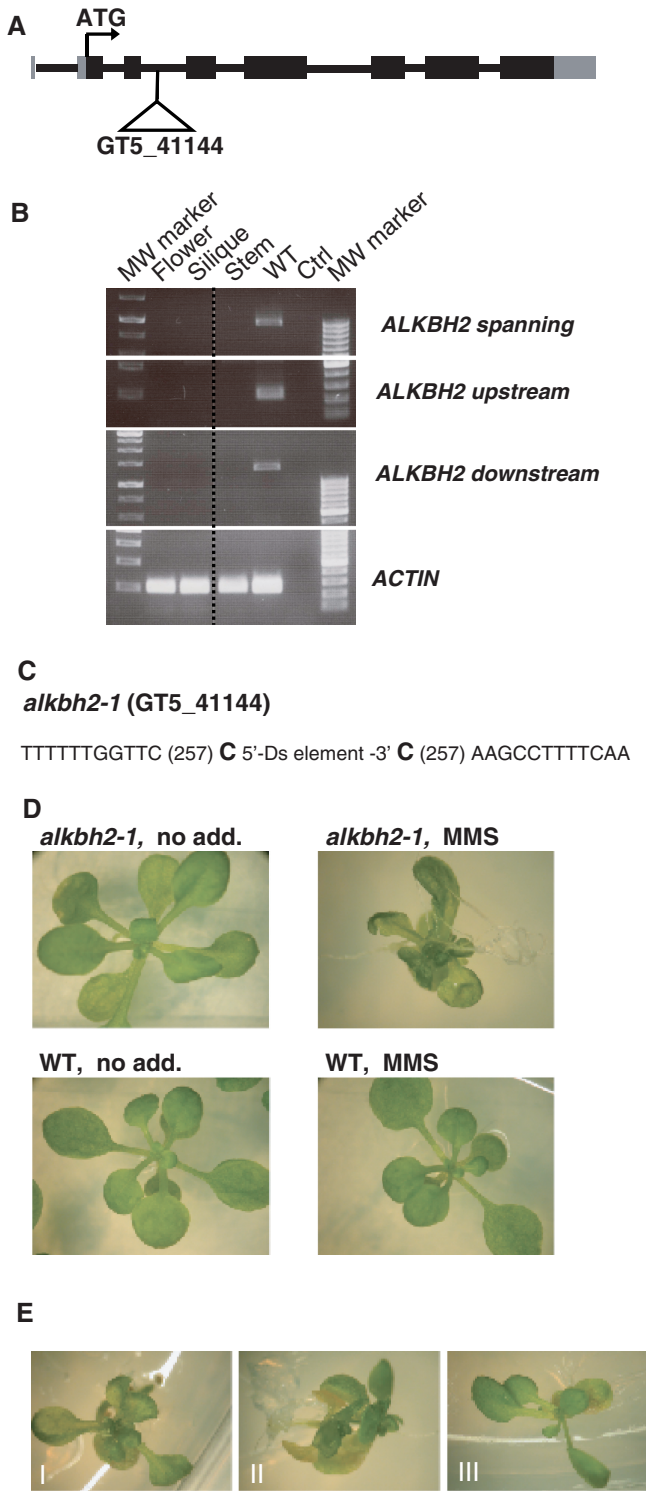 A
ATG
GT5_41144
B
MW marker
Flower
Silique
Stem
WT
Ctrl
MW marker
ALKBH2 spanning
ALKBH2 upstream
ALKBH2 downstream
ACTIN
C
alkbh2-1 (GT5_41144)
TTTTTTGGTTC (257) C 5'-Ds element -3' C (257) AAGCCTTTTCAA
D
alkbh2-1, no add.
alkbh2-1, MMS
WT, no add.
WT, MMS
E
I
II
III